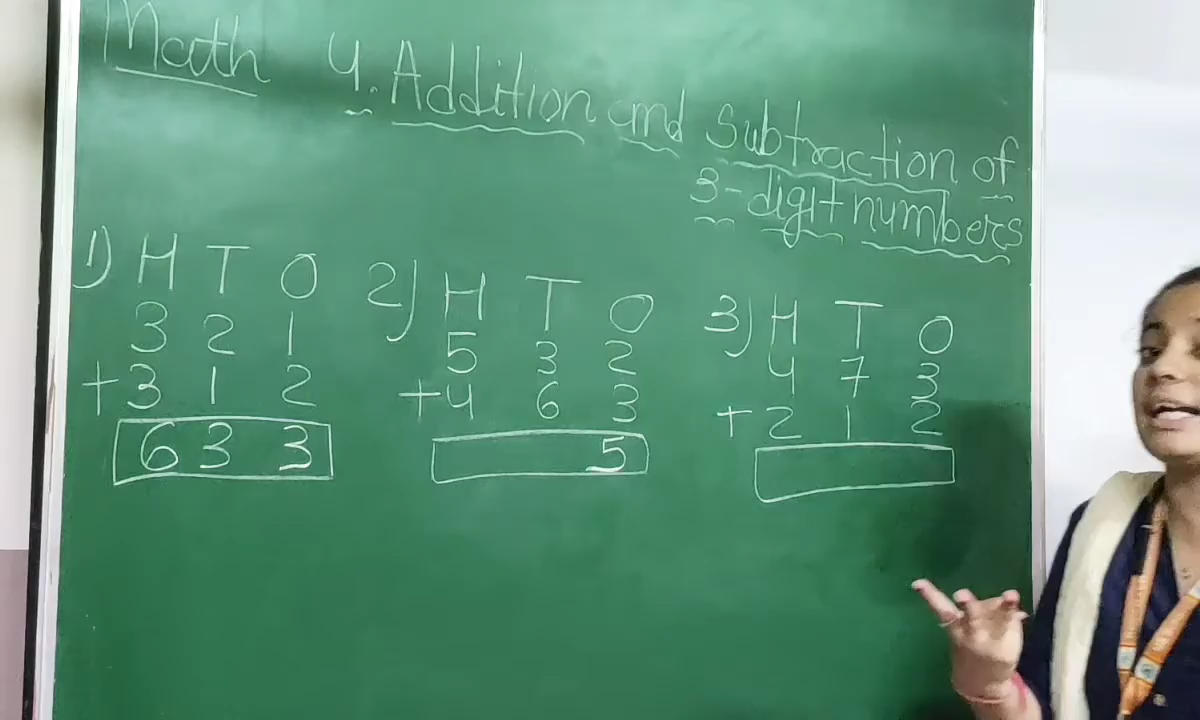 Math 4. Addition and Subtraction of
3-digit numbers
1) H T O
3 2 1
+3 1 2
6 3 3
2) H T O
5 3 2
+4 6 3
5
3) H T O
4 7 3
+2 1 2